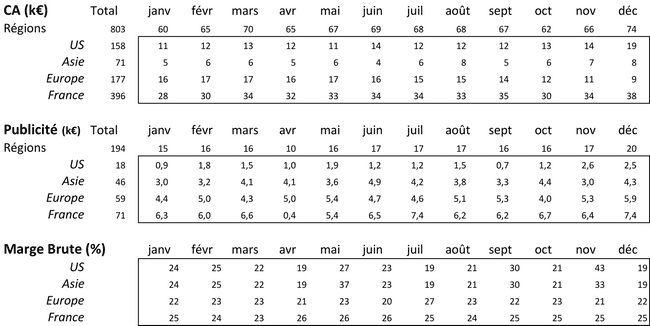 CA (k€) Total janv févr mars avr mai juin juil août sept oct nov déc
Régions 803 60 65 70 65 67 69 68 68 67 62 66 74
US 158 11 12 13 12 11 14 12 12 12 13 14 19
Asie 71 5 6 6 5 6 4 6 8 5 6 7 8
Europe 177 16 17 17 16 17 16 15 15 14 12 11 9
France 396 28 30 34 32 33 34 34 33 35 30 34 38
Publicité (k€) Total janv févr mars avr mai juin juil août sept oct nov déc
Régions 194 15 16 16 10 16 17 17 17 16 16 17 20
US 18 0,9 1,8 1,5 1,0 1,9 1,2 1,2 1,5 0,7 1,2 2,6 2,5
Asie 46 3,0 3,2 4,1 4,1 3,6 4,9 4,2 3,8 3,3 4,4 3,0 4,3
Europe 59 4,4 5,0 4,3 5,0 5,4 4,7 4,6 5,1 5,3 4,0 5,3 5,9
France 71 6,3 6,0 6,6 0,4 5,4 6,5 7,4 6,2 6,2 6,7 6,4 7,4
Marge Brute (%) janv févr mars avr mai juin juil août sept oct nov déc
US 24 25 22 19 27 23 19 21 30 21 43 19
Asie 24 25 22 19 37 23 19 21 30 21 33 19
Europe 22 23 23 21 23 20 27 23 22 23 21 22
France 25 24 23 26 26 26 25 24 25 25 25 25